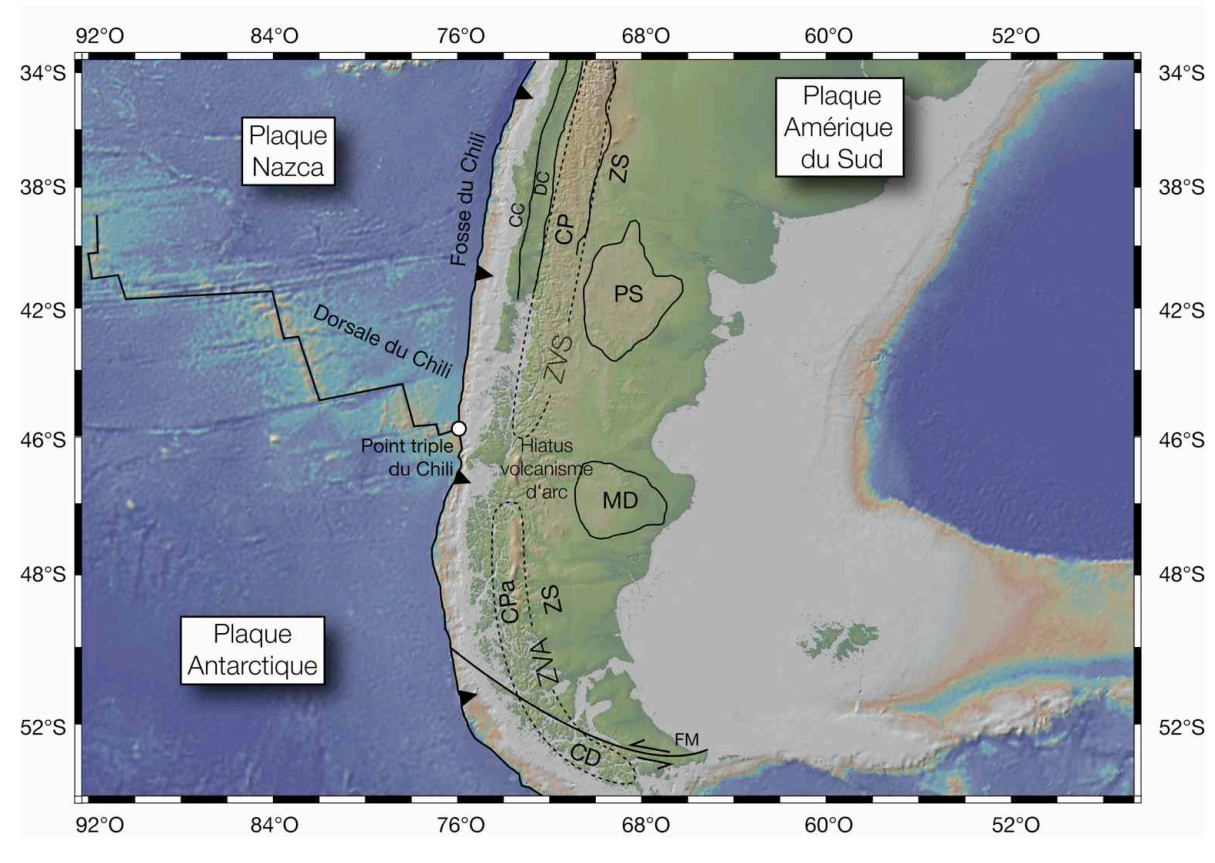 92°O 84°O 76°O 68°O 60°O 52°O
34°S 34°S
Plaque
Nazca
Plaque
Amérique
du Sud
Fosse du Chili
CC
DC
CP
ZS
38°S 38°S
PS
42°S 42°S
Dorsale du Chili
ZVS
46°S 46°S
Point triple
du Chili
Hiatus
volcanisme
d'arc
MD
48°S 48°S
CPa
ZS
Plaque
Antarctique
ZVA
52°S 52°S
FM
CD
92°O 84°O 76°O 68°O 60°O 52°O